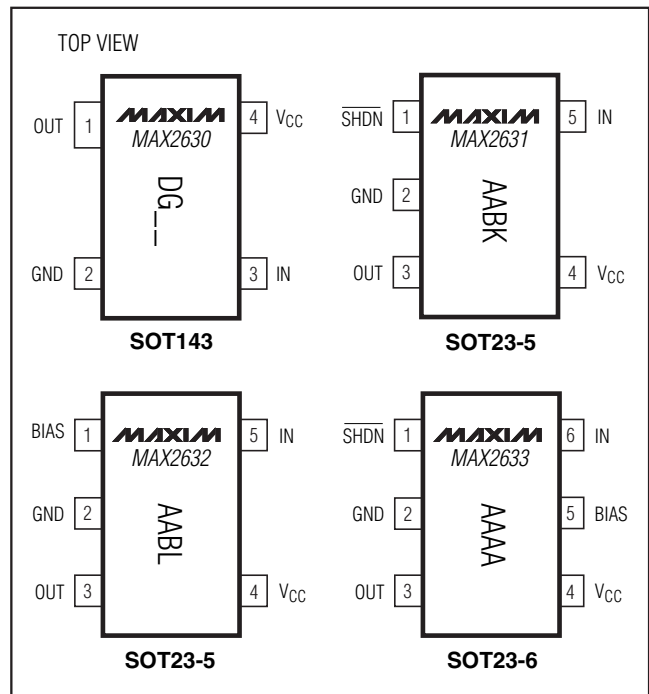 TOP VIEW
OUT 1 MAXIM 4 VCC
MAX2630
DG_ _
GND 2 3 IN
SOT143
SHDN 1 MAXIM 5 IN
MAX2631
GND 2
AABK
OUT 3 4 VCC
SOT23-5
BIAS 1 MAXIM 5 IN
MAX2632
GND 2
AABL
OUT 3 4 VCC
SOT23-5
SHDN 1 MAXIM 6 IN
MAX2633
GND 2 5 BIAS
AAAA
OUT 3 4 VCC
SOT23-6